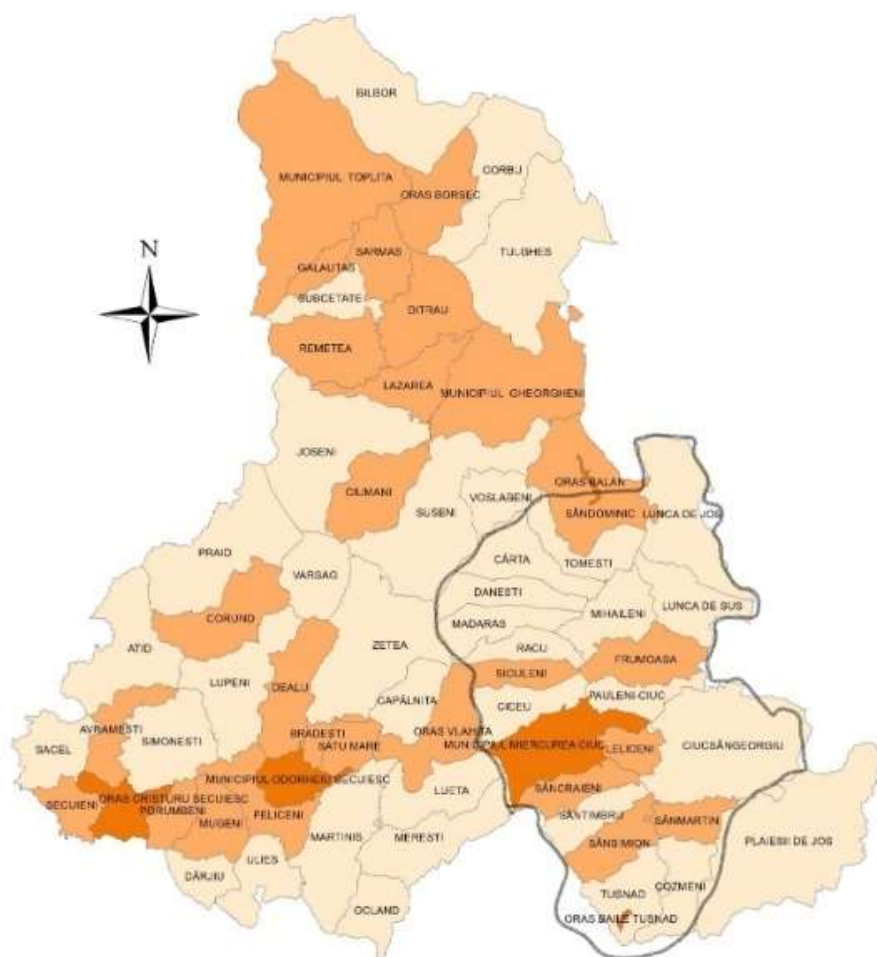 BILBOR
CORBU
MUNICIPIUL TOPLITA
ORAS BORSEC
TULGHES
N
SARMAS
GALAUTAS
SUBCETATE
DITRAU
REMETEA
LAZAREA
MUNICIPIUL GHEORGHENI
JOSENI
CIUMANI
ORAS BALAN
VOSLABENI
SUSENI
SÂNDOMINIC
LUNCA DE JOS
PRAID
VARSAG
CÂRTA
TOMESTI
DANESTI
MIHAILENI
LUNCA DE SUS
CORUND
MADARAS
ATID
ZETEA
RACU
FRUMOASA
SICULENI
LUPENI
DEALU
CAPÂLNITA
PAULENI-CIUC
CICEU
AVRAMESTI
BRADESTI
ORAS VLAHITA
SACEL
SIMONESTI
SATU MARE
MUNICIPIUL MIERCUREA CIUC
LELICENI
CIUCSÂNGEORGIU
MUNICIPIUL ODORHEIU SECUIESC
LUETA
SÂNCRAIENI
SECUIENI
ORAS CRISTURU SECUIESC
PORUMBENI
MUGENI
FELICENI
SÂNTIMBRU
SÂNMARTIN
MARTINIS
MERESTI
SÂNSIMION
PLAIESII DE JOS
ULIES
DÂRJIU
TUSNAD
COZMENI
OCLAND
ORAS BAILE TUSNAD